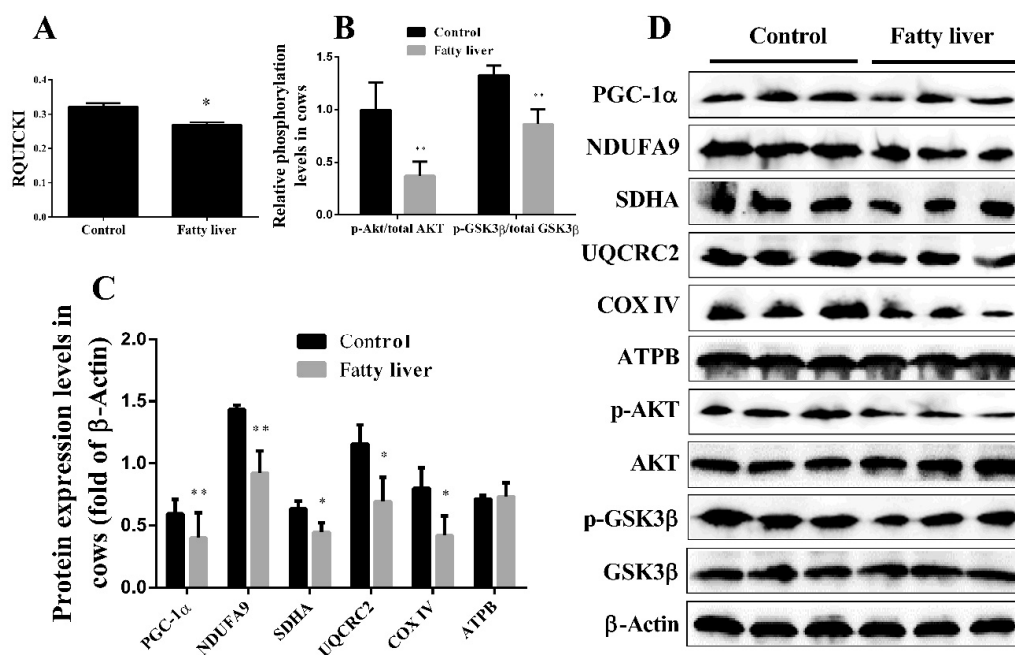 A
RQUICKI
0.4
0.3
0.2
0.1
0.0
*
Control
Fatty liver
B
Control
Fatty liver
Relative phosphorylation
levels in cows
1.5
1.0
0.5
0.0
**
**
p-Akt/total AKT
p-GSK3β/total GSK3β
C
Control
Fatty liver
Protein expression levels in
cows (fold of β-Actin)
2.0
1.5
1.0
0.5
0.0
**
**
*
*
*
PGC-1α
NDUFA9
SDHA
UQCRC2
COX IV
ATPB
D
Control
Fatty liver
PGC-1α
NDUFA9
SDHA
UQCRC2
COX IV
ATPB
p-AKT
AKT
p-GSK3β
GSK3β
β-Actin